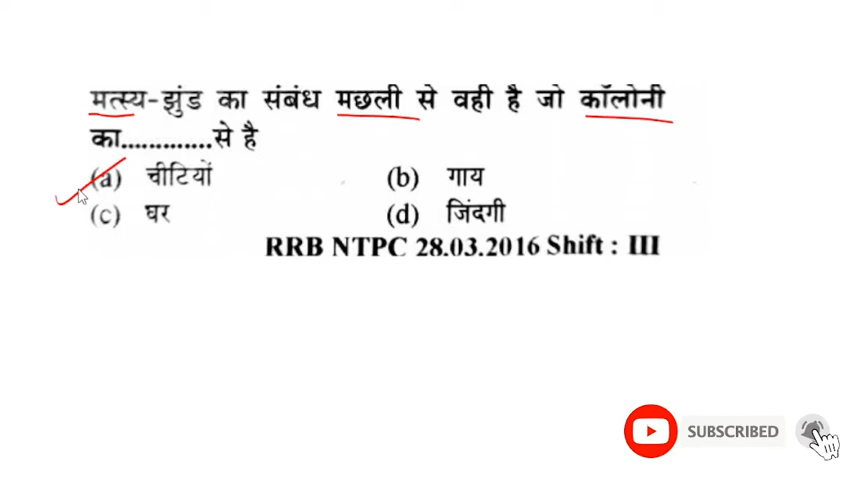 मत्स्य-झुंड का संबंध मछली से वही है जो कॉलोनी
का.............से है
(a) चीटियों (b) गाय
(c) घर (d) जिंदगी
RRB NTPC 28.03.2016 Shift : III
SUBSCRIBED